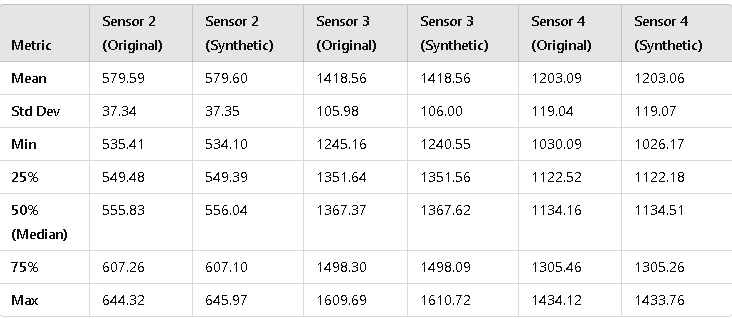 Metric Sensor 2 (Original) Sensor 2 (Synthetic) Sensor 3 (Original) Sensor 3 (Synthetic) Sensor 4 (Original) Sensor 4 (Synthetic)
Mean 579.59 579.60 1418.56 1418.56 1203.09 1203.06
Std Dev 37.34 37.35 105.98 106.00 119.04 119.07
Min 535.41 534.10 1245.16 1240.55 1030.09 1026.17
25% 549.48 549.39 1351.64 1351.56 1122.52 1122.18
50% (Median) 555.83 556.04 1367.37 1367.62 1134.16 1134.51
75% 607.26 607.10 1498.30 1498.09 1305.46 1305.26
Max 644.32 645.97 1609.69 1610.72 1434.12 1433.76